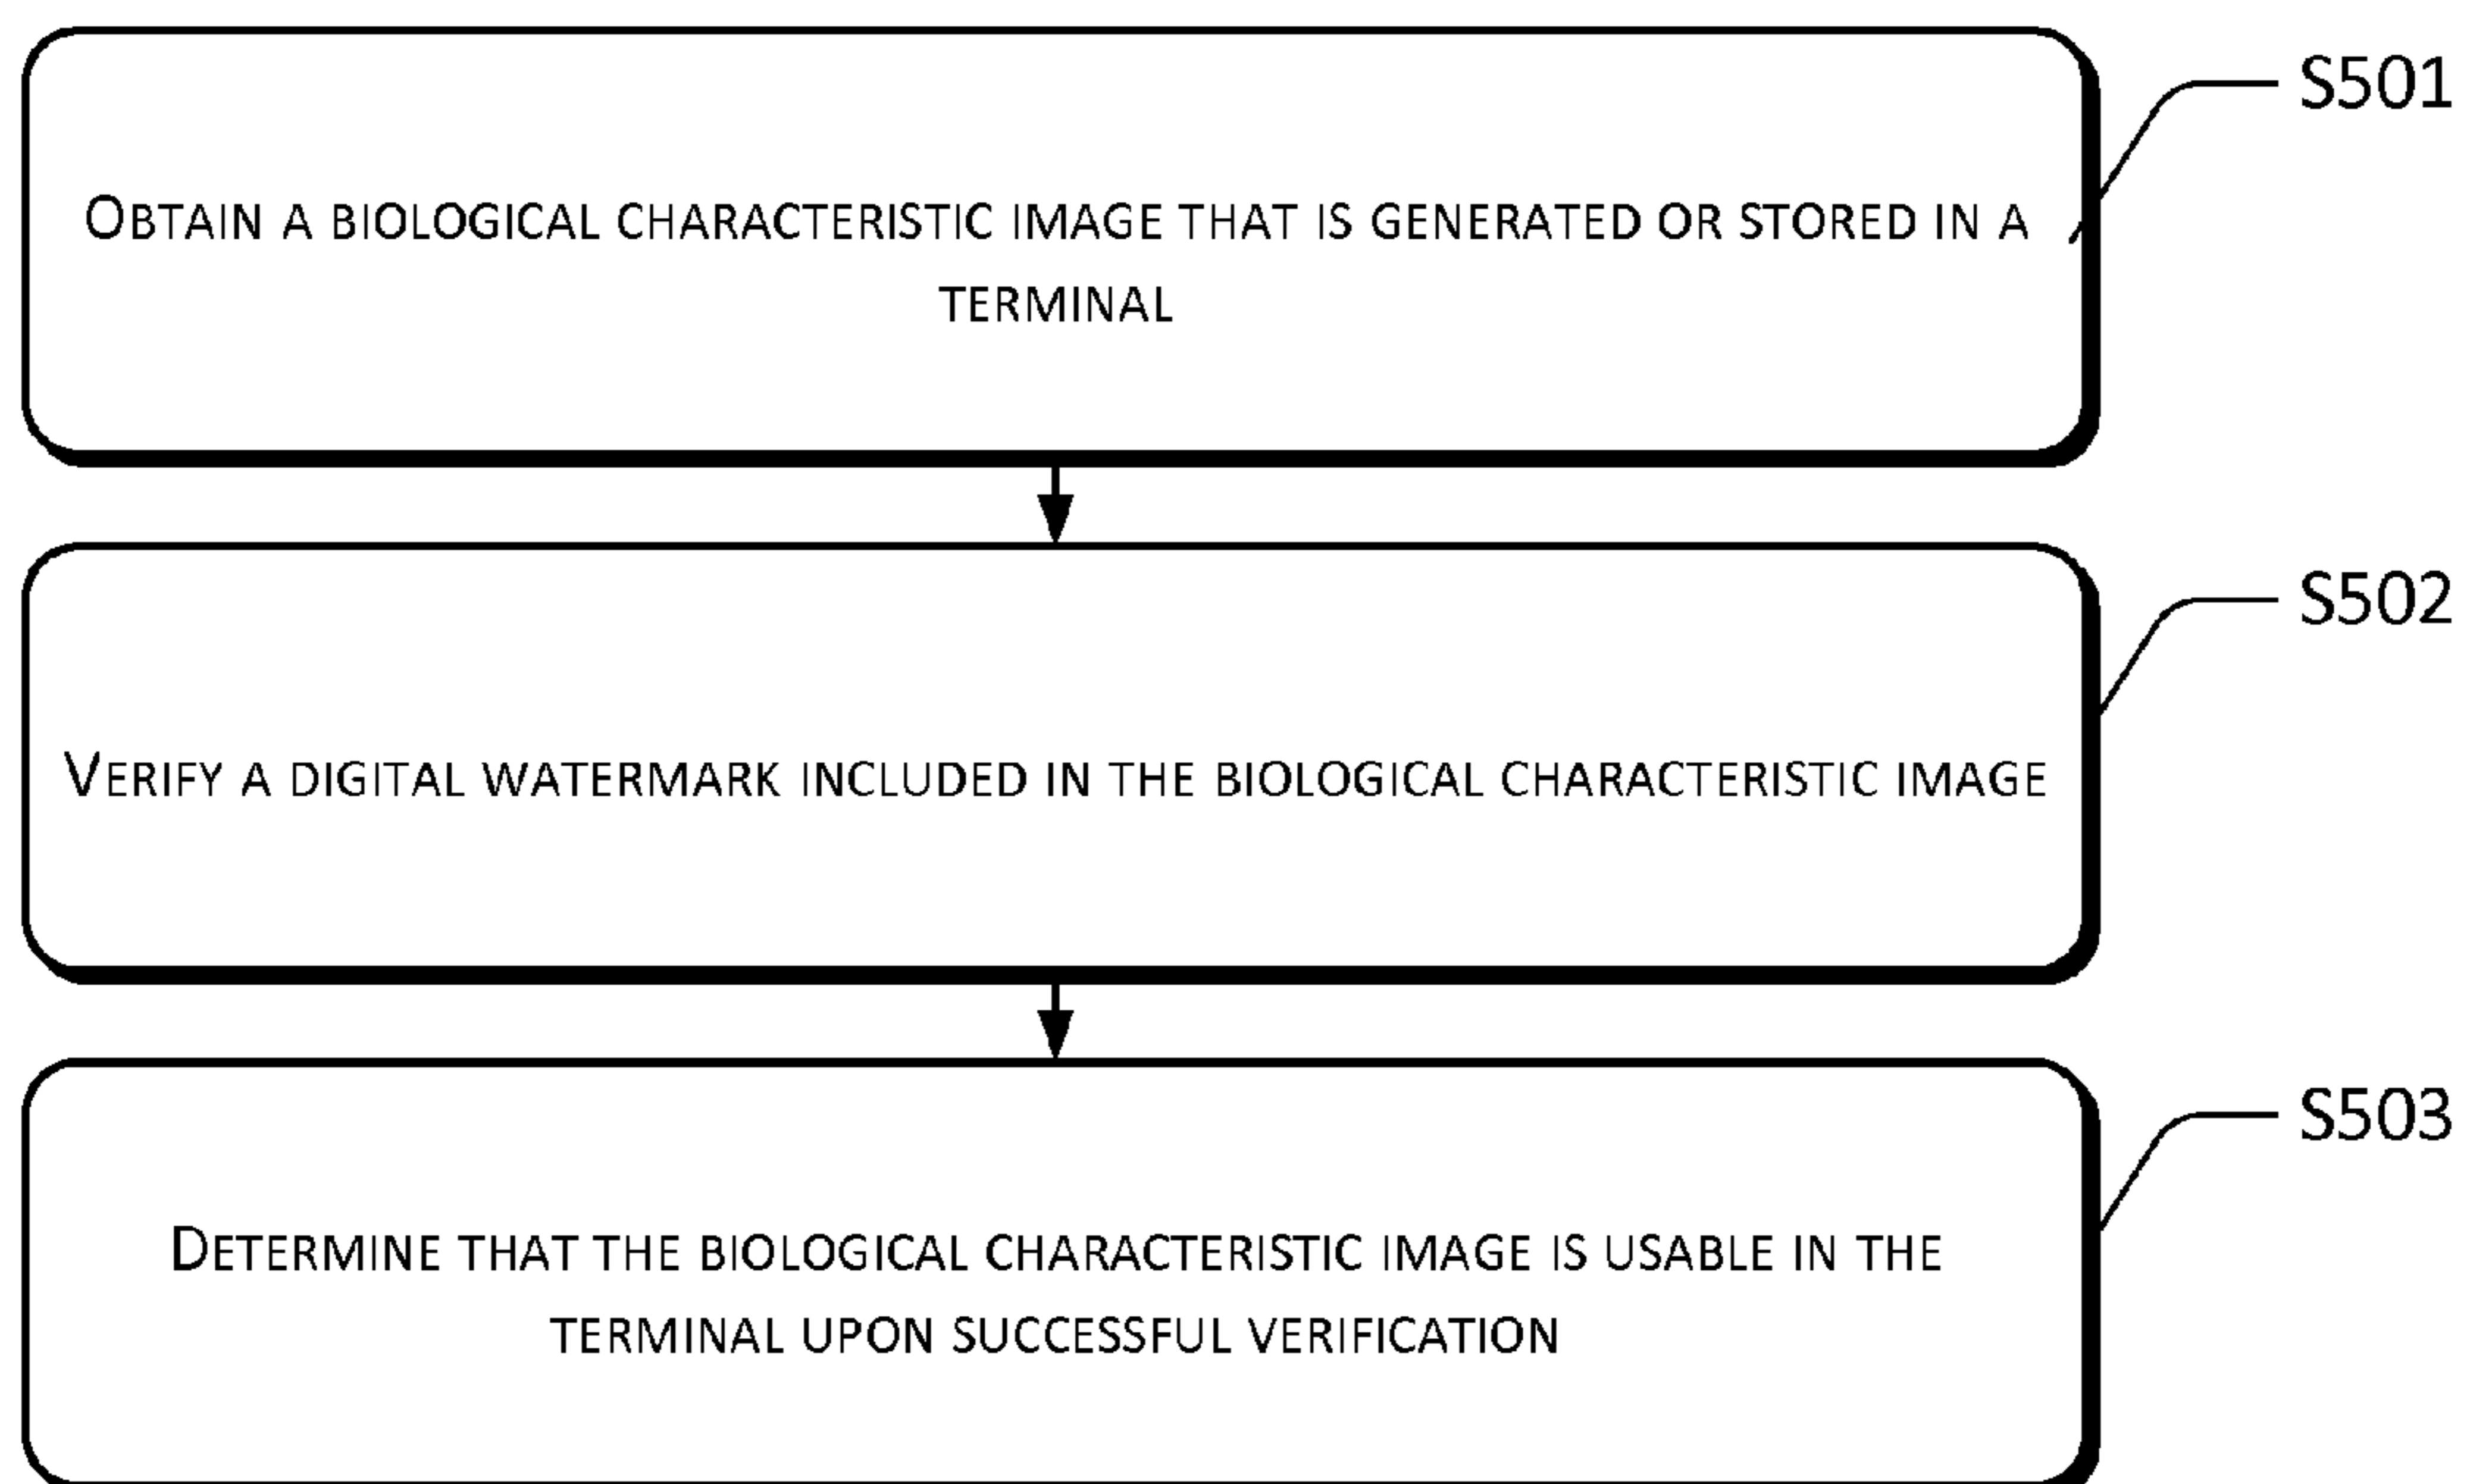 OBTAIN A BIOLOGICAL CHARACTERISTIC IMAGE THAT IS GENERATED OR STORED IN A
TERMINAL
S501
VERIFY A DIGITAL WATERMARK INCLUDED IN THE BIOLOGICAL CHARACTERISTIC IMAGE
S502
DETERMINE THAT THE BIOLOGICAL CHARACTERISTIC IMAGE IS USABLE IN THE
TERMINAL UPON SUCCESSFUL VERIFICATION
S503